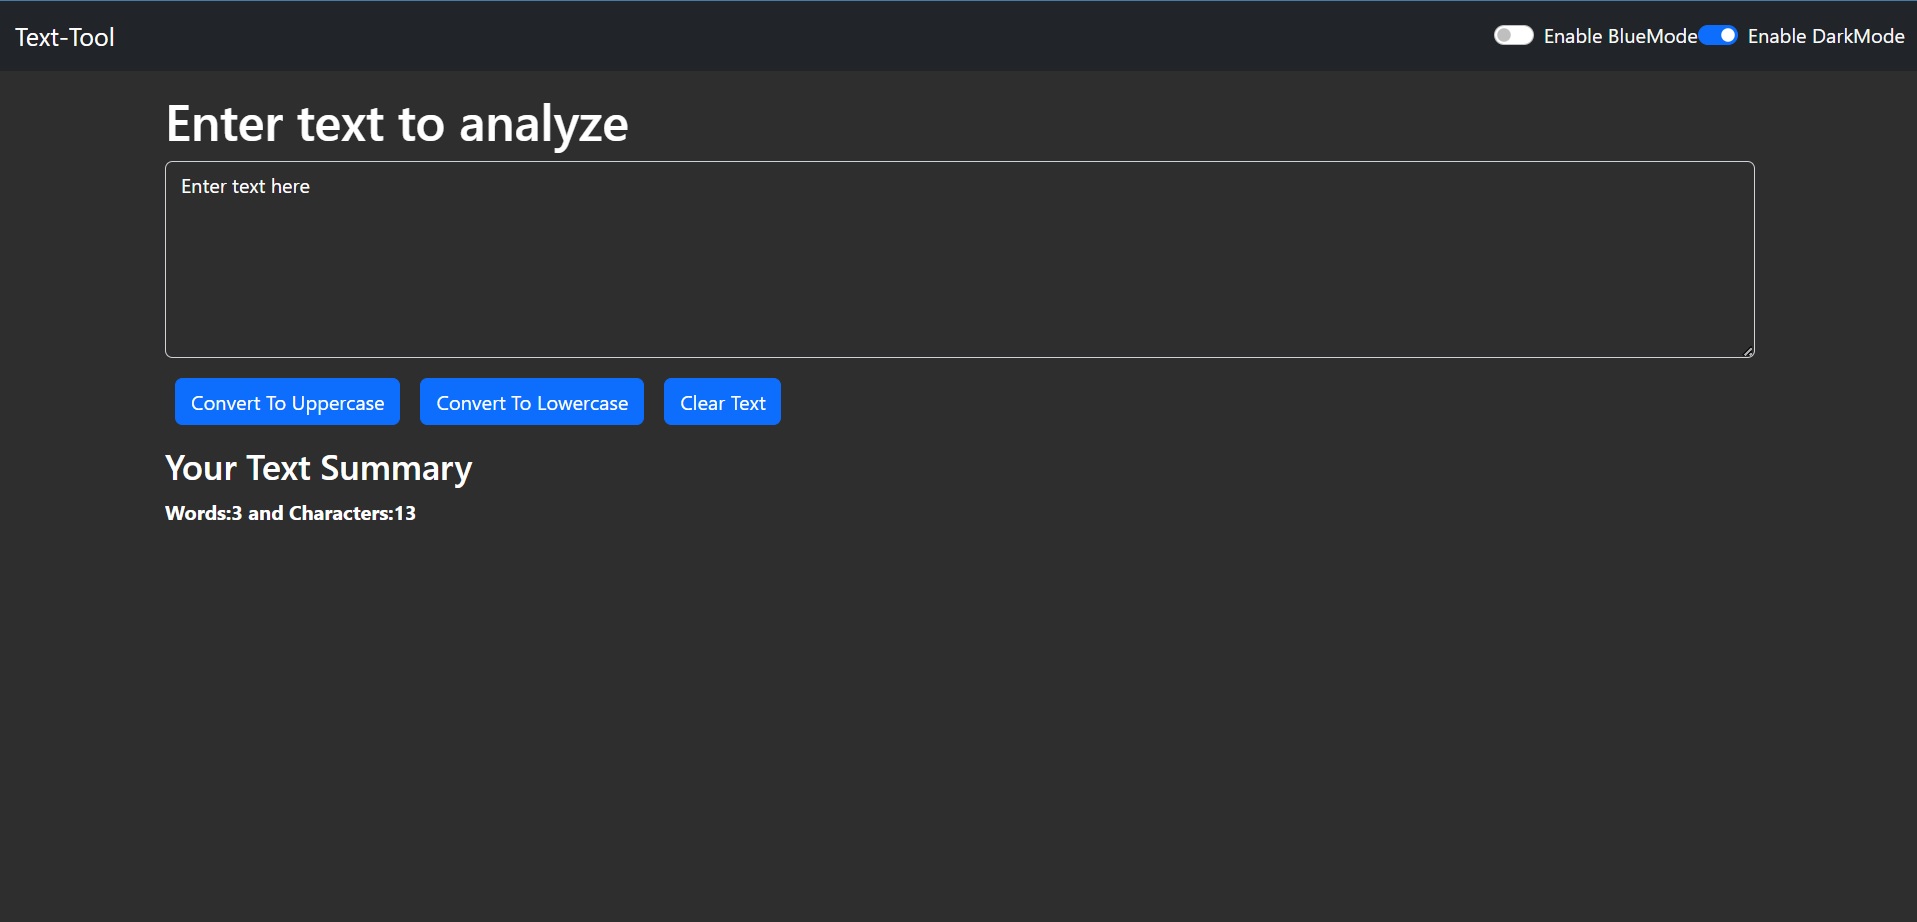 Text-Tool Enable BlueMode Enable DarkMode
Enter text to analyze
Enter text here
Convert To Uppercase Convert To Lowercase Clear Text
Your Text Summary
Words:3 and Characters:13